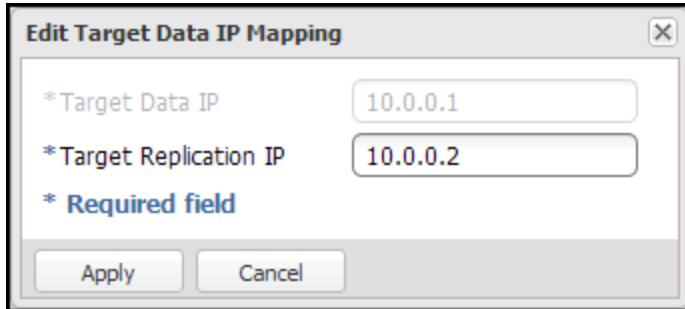 Edit Target Data IP Mapping
* Target Data IP 10.0.0.1
* Target Replication IP 10.0.0.2
* Required field
Apply Cancel